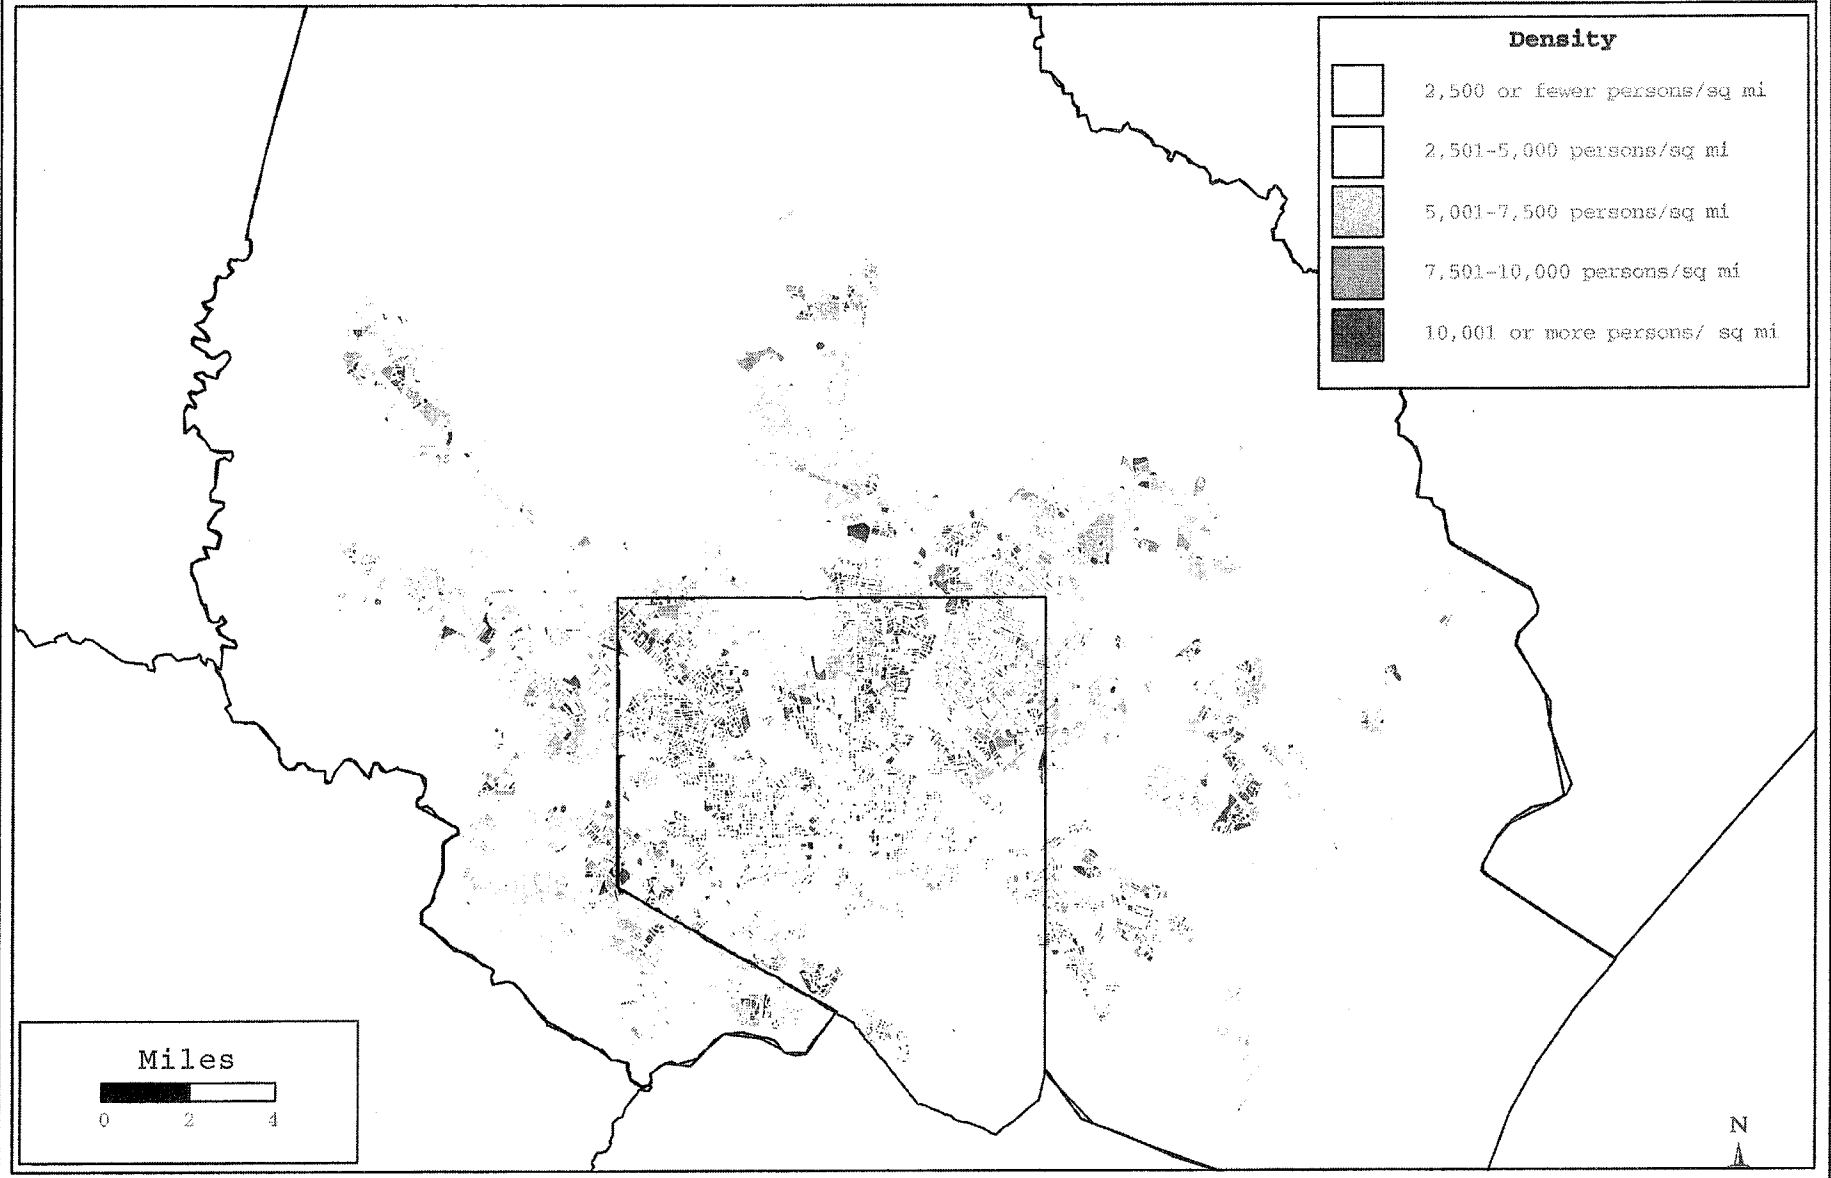 Density
2,500 or fewer persons/sq mi
2,501-5,000 persons/sq mi
5,001-7,500 persons/sq mi
7,501-10,000 persons/sq mi
10,001 or more persons/ sq mi
Miles
0 2 4
N